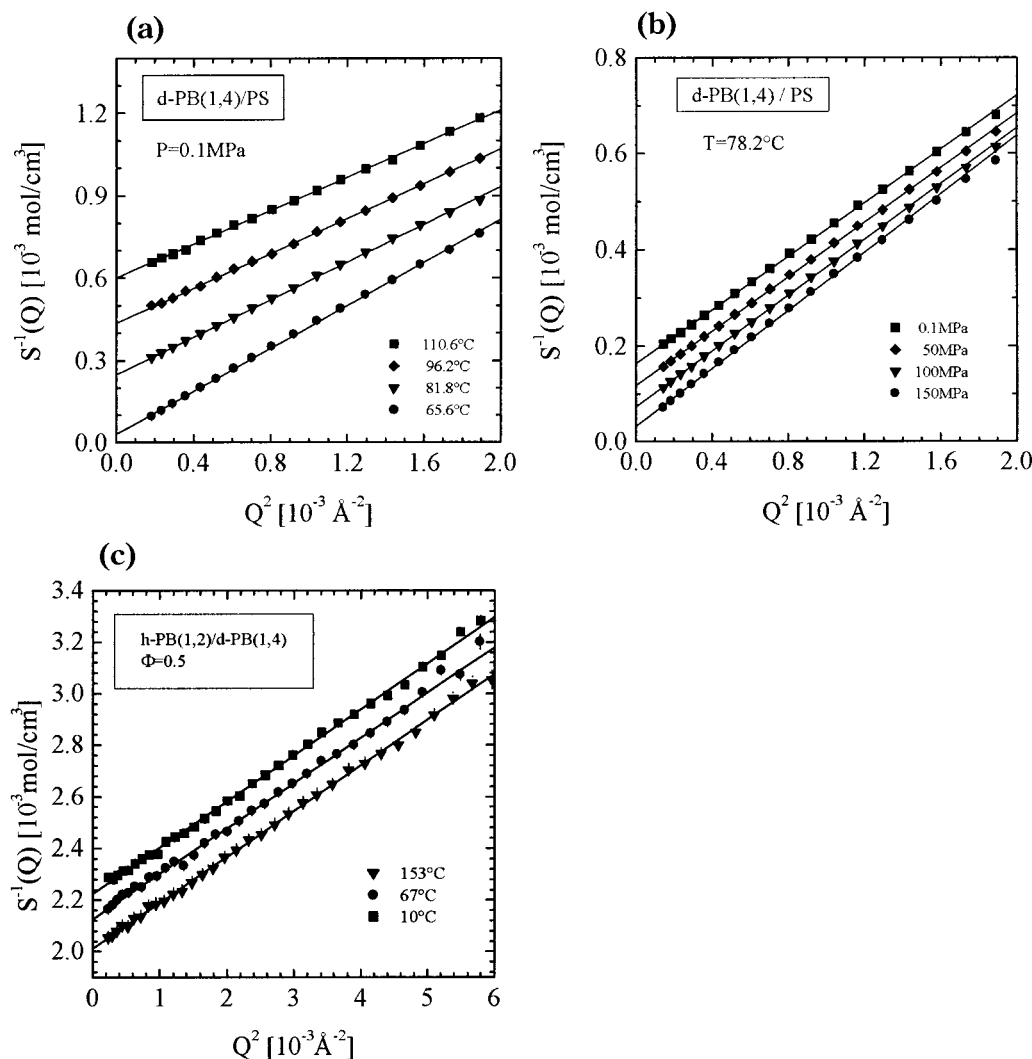 (a)
d-PB(1,4)/PS
P=0.1MPa
S⁻¹(Q) [10⁻³ mol/cm³]
1.2
0.9
0.6
0.3
0.0
110.6°C
96.2°C
81.8°C
65.6°C
0.0 0.4 0.8 1.2 1.6 2.0
Q² [10⁻³ Å⁻²]
(b)
d-PB(1,4) / PS
T=78.2°C
S⁻¹(Q) [10⁻³ mol/cm³]
0.8
0.6
0.4
0.2
0.0
0.1MPa
50MPa
100MPa
150MPa
0.0 0.4 0.8 1.2 1.6 2.0
Q² [10⁻³ Å⁻²]
(c)
h-PB(1,2)/d-PB(1,4)
Φ=0.5
S⁻¹(Q) [10⁻³mol/cm³]
3.4
3.2
3.0
2.8
2.6
2.4
2.2
2.0
153°C
67°C
10°C
0 1 2 3 4 5 6
Q² [10⁻³Å⁻²]